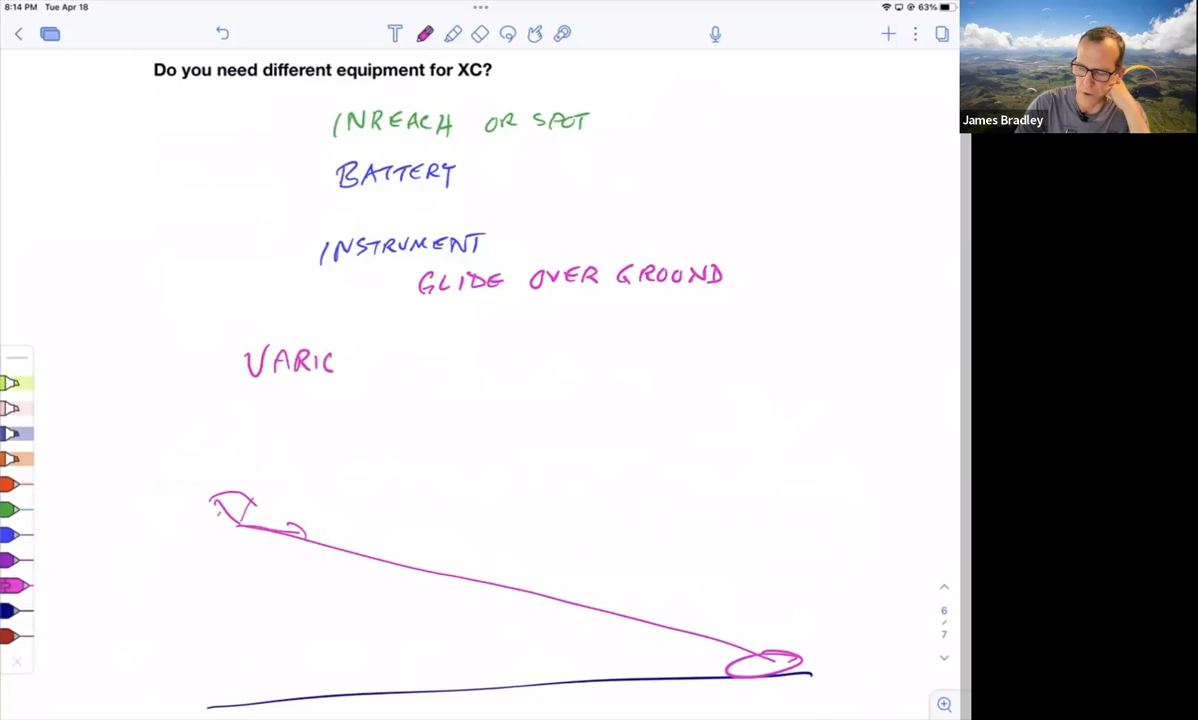 8:14 PM Tue Apr 18
63%
Do you need different equipment for XC?
James Bradley
INREACH OR SPOT
BATTERY
INSTRUMENT
GLIDE OVER GROUND
VARIO
6
/
7